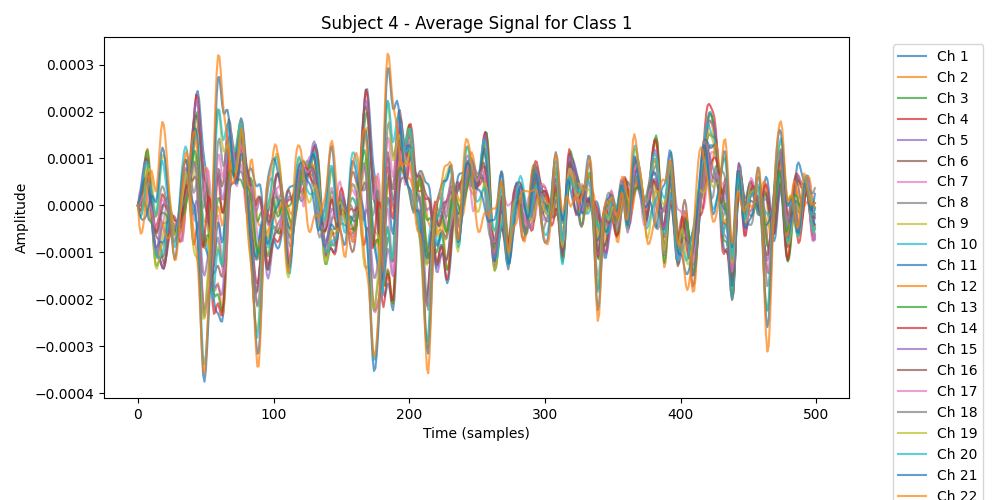 Subject 4 - Average Signal for Class 1
Amplitude
0.0003
0.0002
0.0001
0.0000
−0.0001
−0.0002
−0.0003
−0.0004
0
100
200
300
400
500
Time (samples)
Ch 1
Ch 2
Ch 3
Ch 4
Ch 5
Ch 6
Ch 7
Ch 8
Ch 9
Ch 10
Ch 11
Ch 12
Ch 13
Ch 14
Ch 15
Ch 16
Ch 17
Ch 18
Ch 19
Ch 20
Ch 21
Ch 22